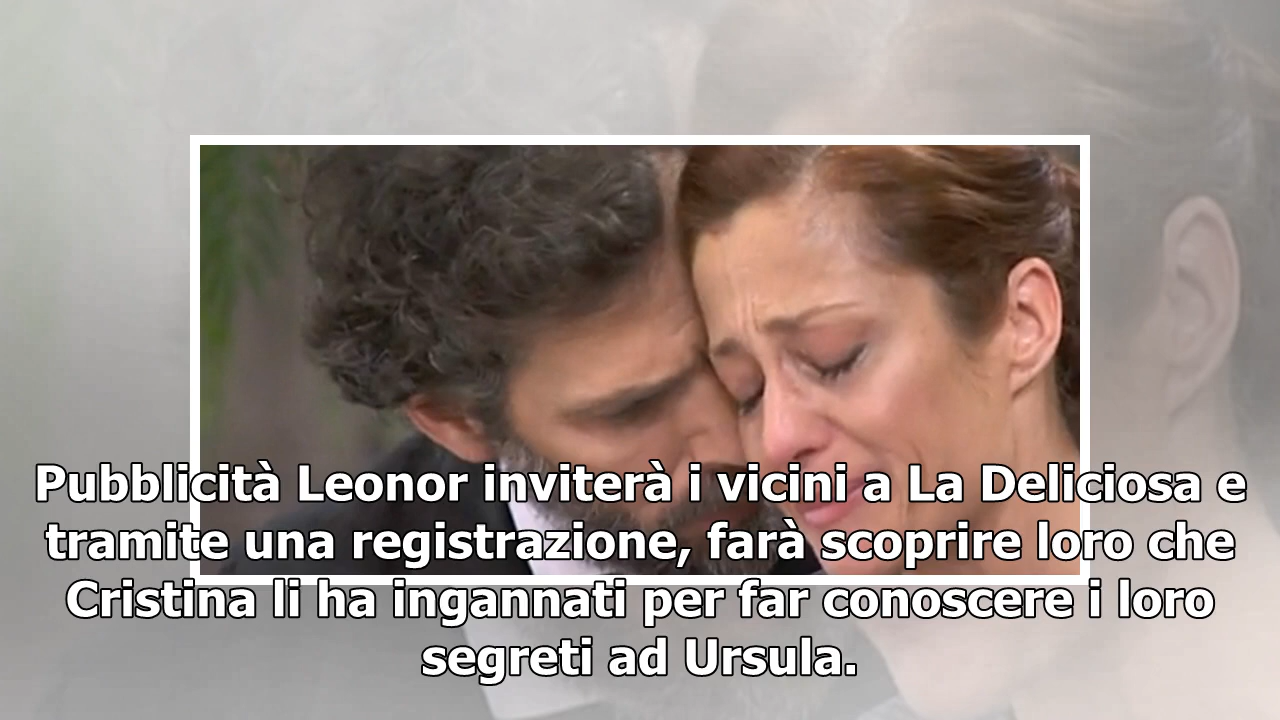 Pubblicità Leonor inviterà i vicini a La Deliciosa e
tramite una registrazione, farà scoprire loro che
Cristina li ha ingannati per far conoscere i loro
segreti ad Ursula.